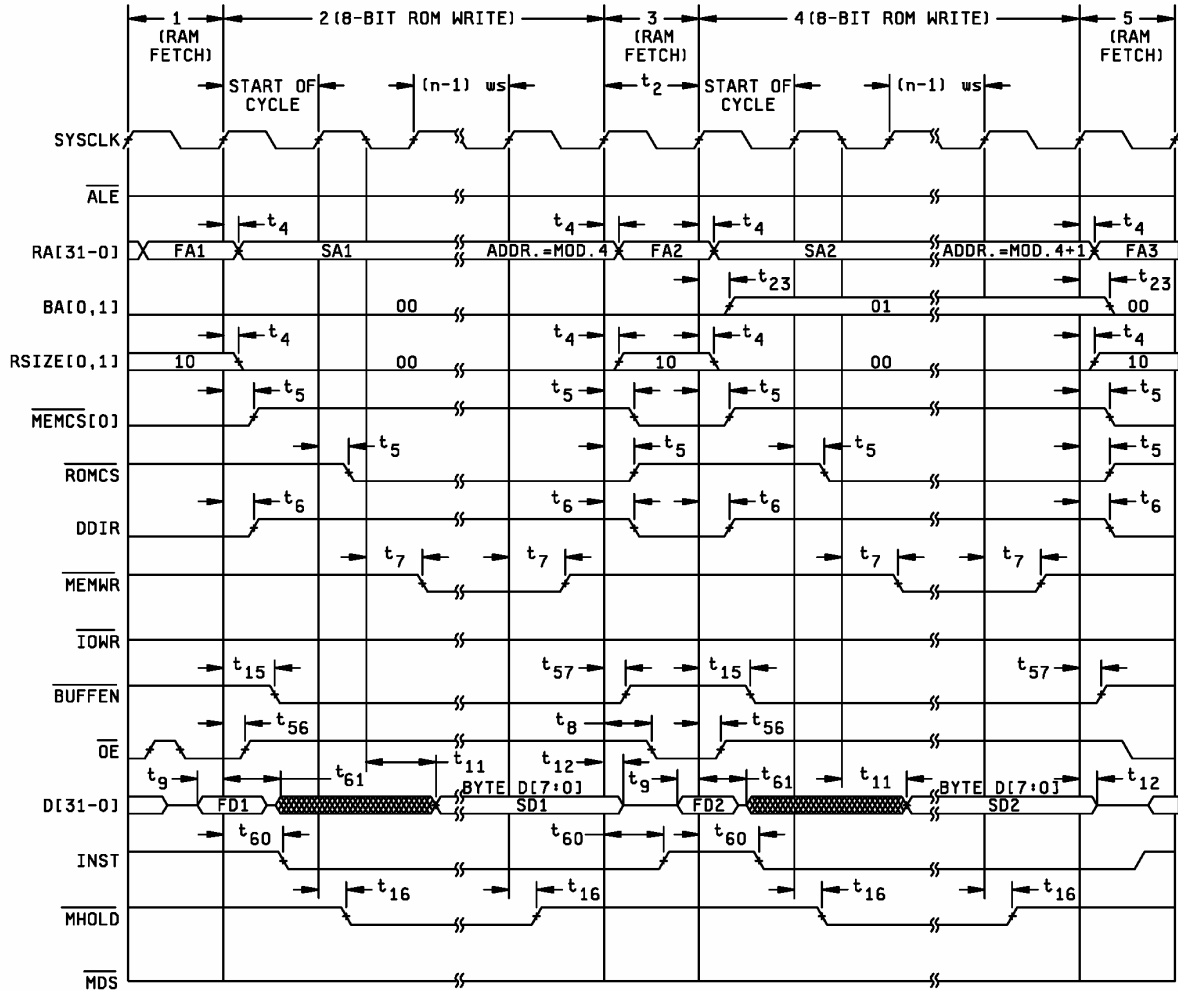 1 2(8-BIT ROM WRITE) 3 4(8-BIT ROM WRITE) 5
(RAM FETCH) (RAM FETCH) (RAM FETCH)
START OF CYCLE (n-1) ws t2 START OF CYCLE (n-1) ws
SYSCLK
ALE
t4 t4 t4 t4
RA[31-0] FA1 SA1 ADDR.=MOD.4 FA2 SA2 ADDR.=MOD.4+1 FA3
t23 t23
BA[0,1] 00 01 00
t4 t4 t4 t4
RSIZE[0,1] 10 00 10 00 10
t5 t5 t5 t5
MEMCS[0]
t5 t5 t5 t5
ROMCS
t6 t6 t6 t6
DDIR
t7 t7 t7 t7
MEMWR
IOWR
t15 t57 t15 t57
BUFFEN
t56 t8 t56
OE
t9 t61 t11 t12 t9 t61 t11 t12
BYTE D[7:0] BYTE D[7:0]
D[31-0] FD1 SD1 FD2 SD2
t60 t60 t60
INST
t16 t16 t16 t16
MHOLD
MDS